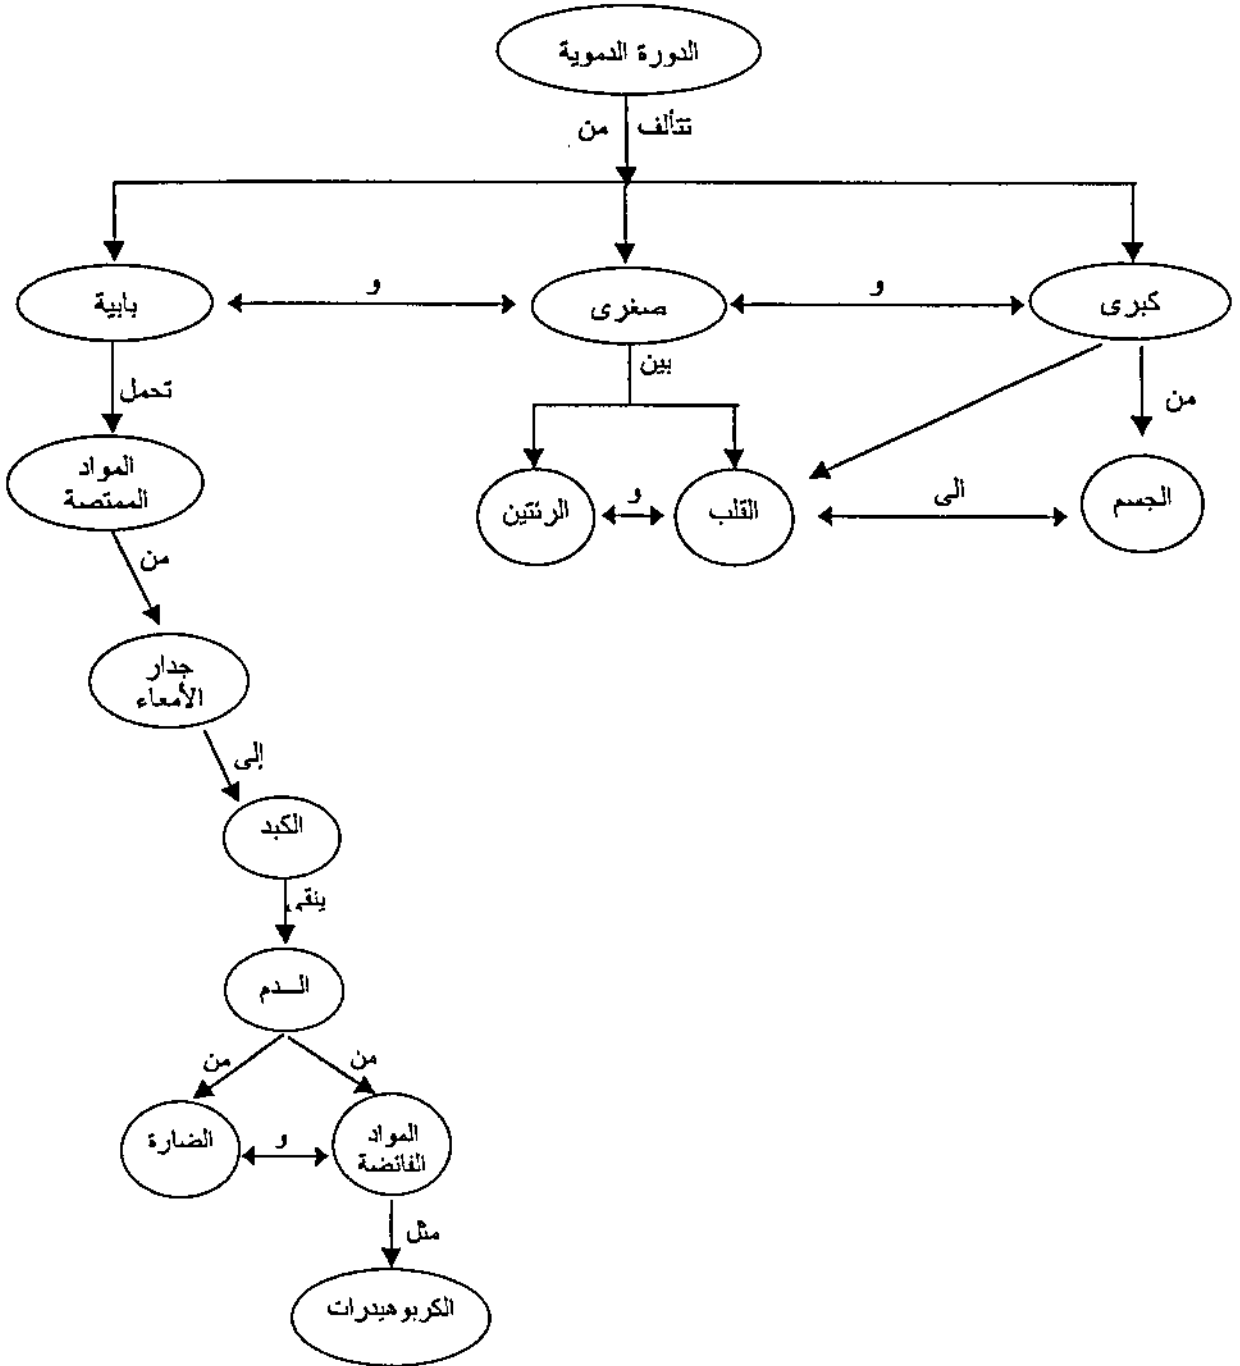 الدورة الدموية
تتألف من
كبرى
و
صغرى
و
بابية
من
بين
تحمل
الجسم
الى
القلب
و
الرئتين
المواد
الممتصة
من
جدار
الأمعاء
إلى
الكبد
ينقي
الــدم
من
من
المواد
الفائضة
و
الضارة
مثل
الكربوهيدرات